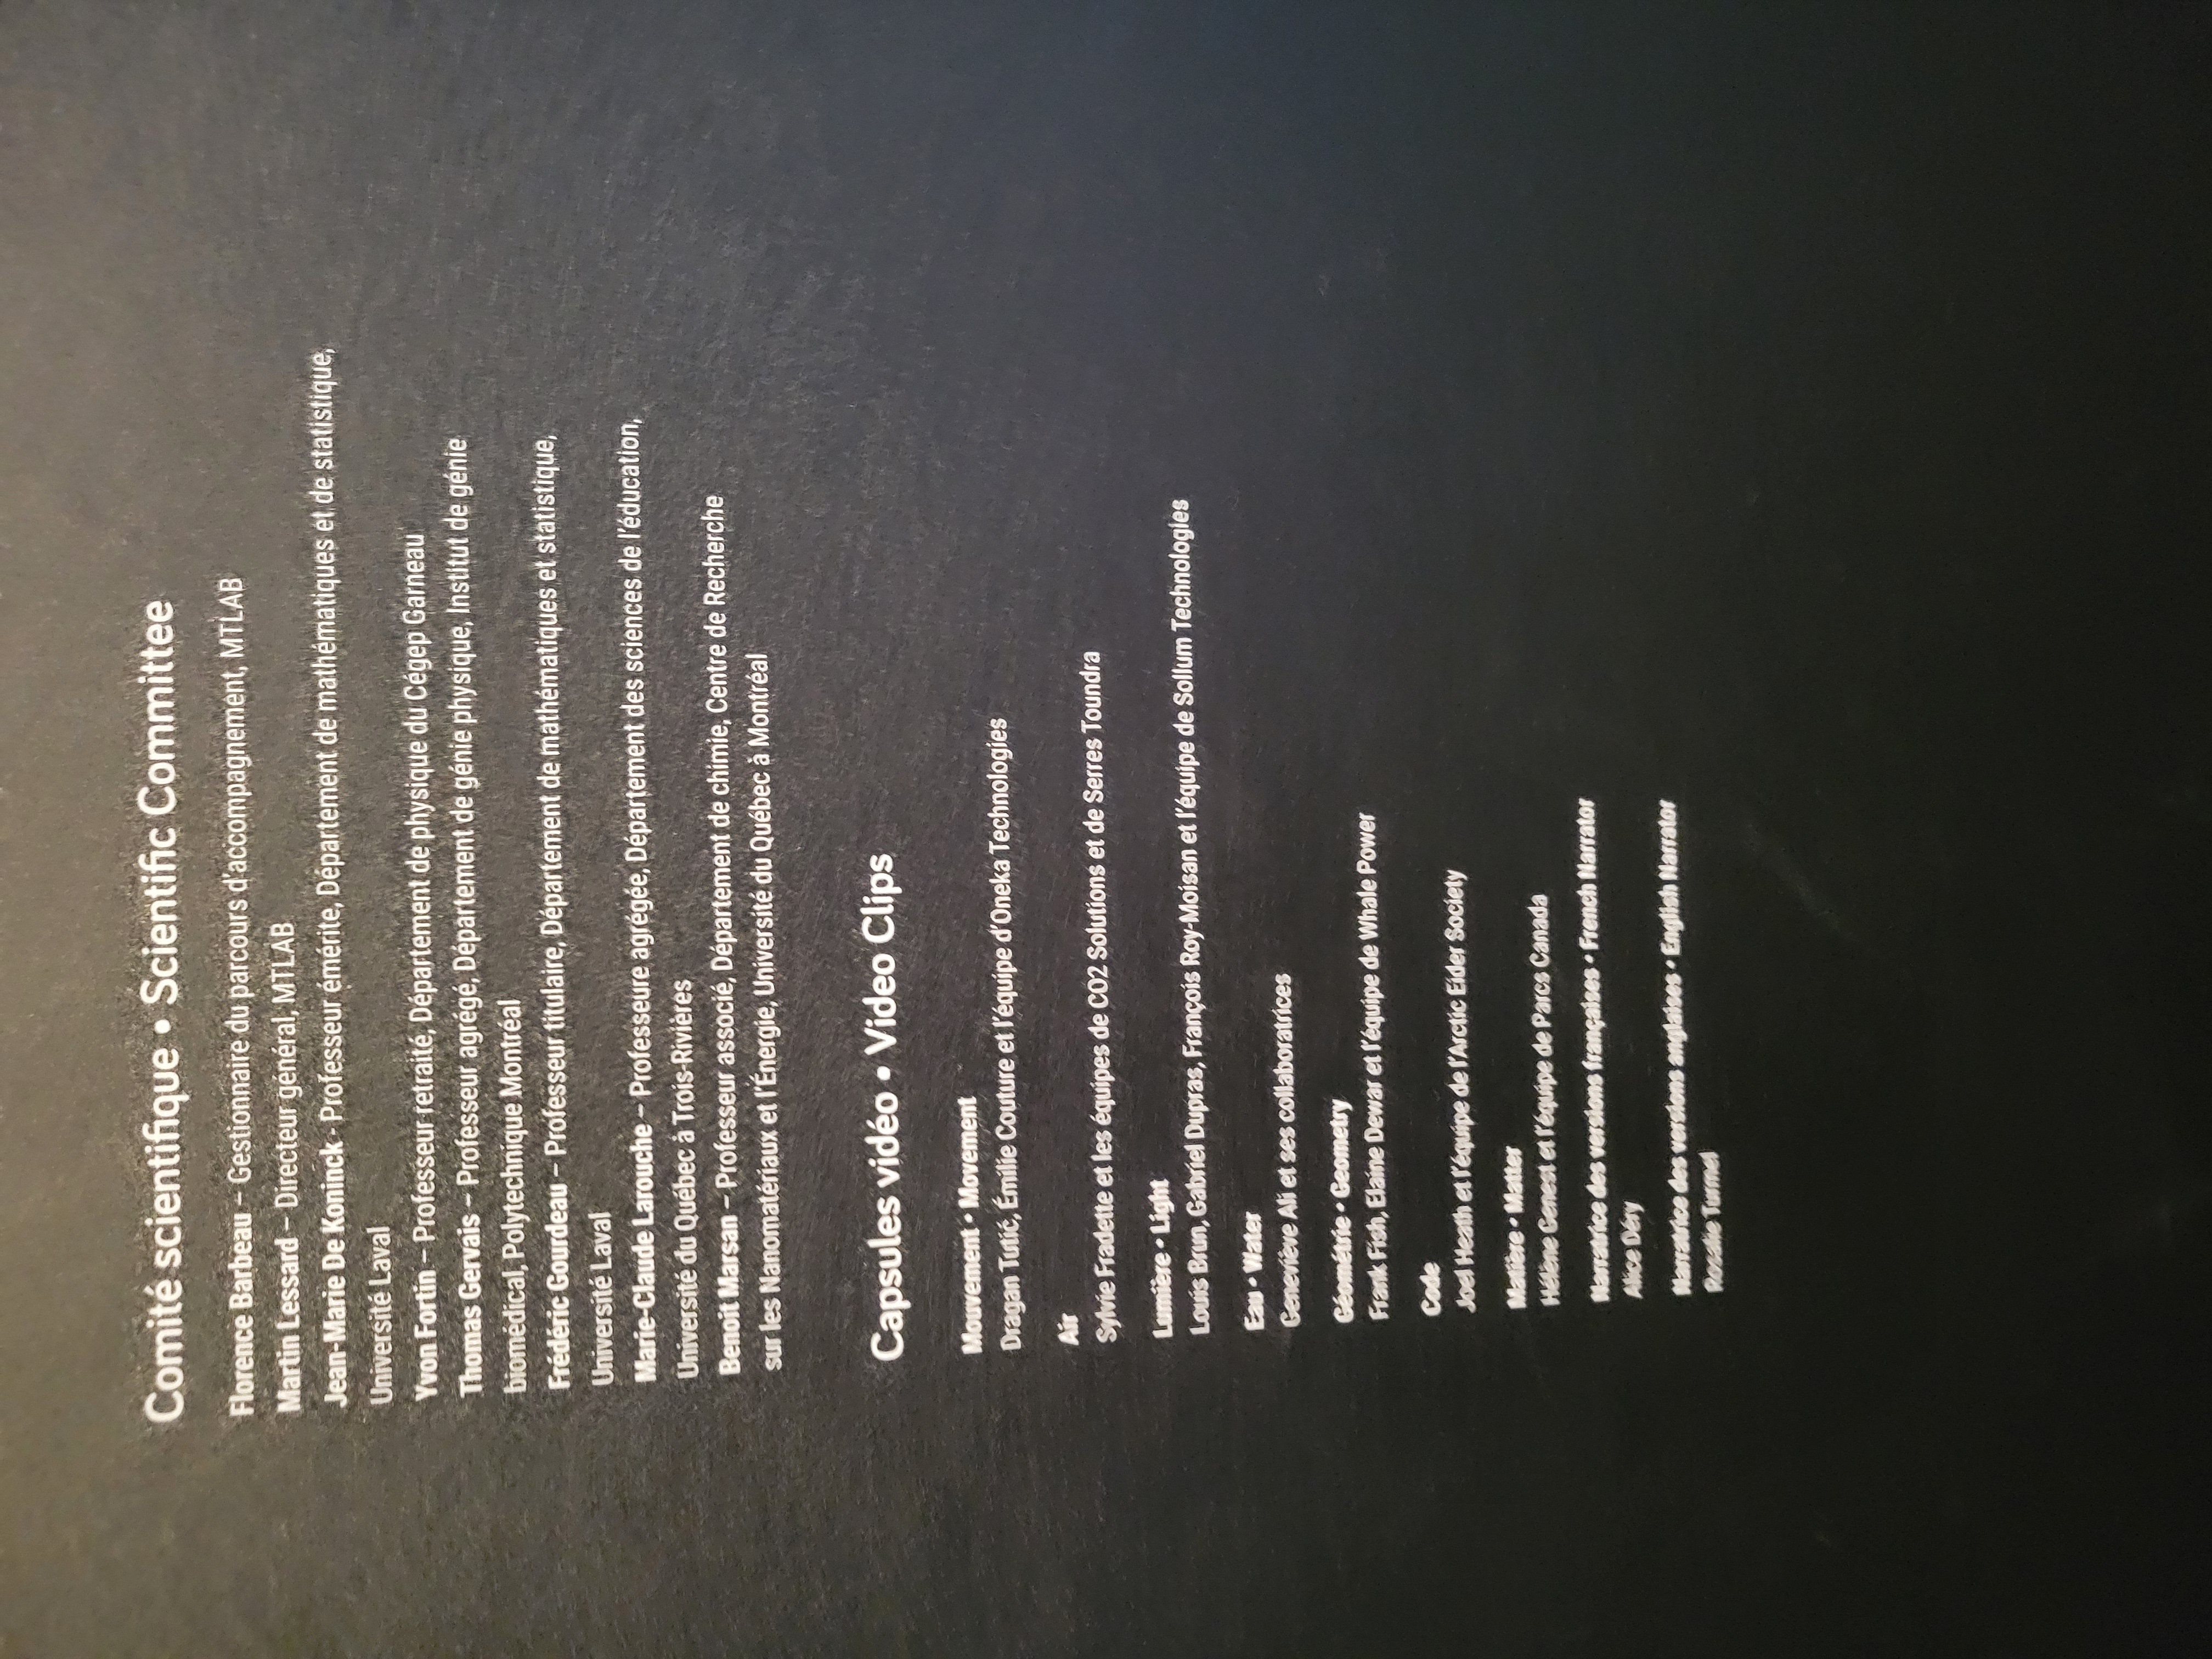 Comité scientifique • Scientific Committee
Florence Barbeau – Gestionnaire du parcours d'accompagnement, MTLAB
Martin Lessard – Directeur général, MTLAB
Jean-Marie De Koninck - Professeur émérite, Département de mathématiques et de statistique,
Université Laval
Yvon Fortin – Professeur retraité, Département de physique du Cégep Garneau
Thomas Gervais – Professeur agrégé, Département de génie physique, Institut de génie
biomédical, Polytechnique Montréal
Frédéric Gourdeau – Professeur titulaire, Département de mathématiques et statistique,
Université Laval
Marie-Claude Larouche – Professeure agrégée, Département des sciences de l'éducation,
Université du Québec à Trois-Rivières
Benoit Marsan – Professeur associé, Département de chimie, Centre de Recherche
sur les Nanomatériaux et l'Énergie, Université du Québec à Montréal
Capsules vidéo • Video Clips
Mouvement • Movement
Dragan Tutić, Émilie Couture et l'équipe d'Oneka Technologies
Air
Sylvie Fradette et les équipes de CO2 Solutions et de Serres Toundra
Lumière • Light
Louis Brun, Gabriel Dupras, François Roy-Moisan et l'équipe de Sollum Technologies
Eau • Water
Geneviève Ali et ses collaboratrices
Géométrie • Geometry
Frank Fish, Elaine Dewar et l'équipe de Whale Power
Code
Joel Heath et l'équipe de l'Arctic Eider Society
Matière • Matter
Hélène Genest et l'équipe de Parcs Canada
Narratrice des versions françaises • French Narrator
Alice Déry
Narratrice des versions anglaises • English Narrator
Rosalie Turmel